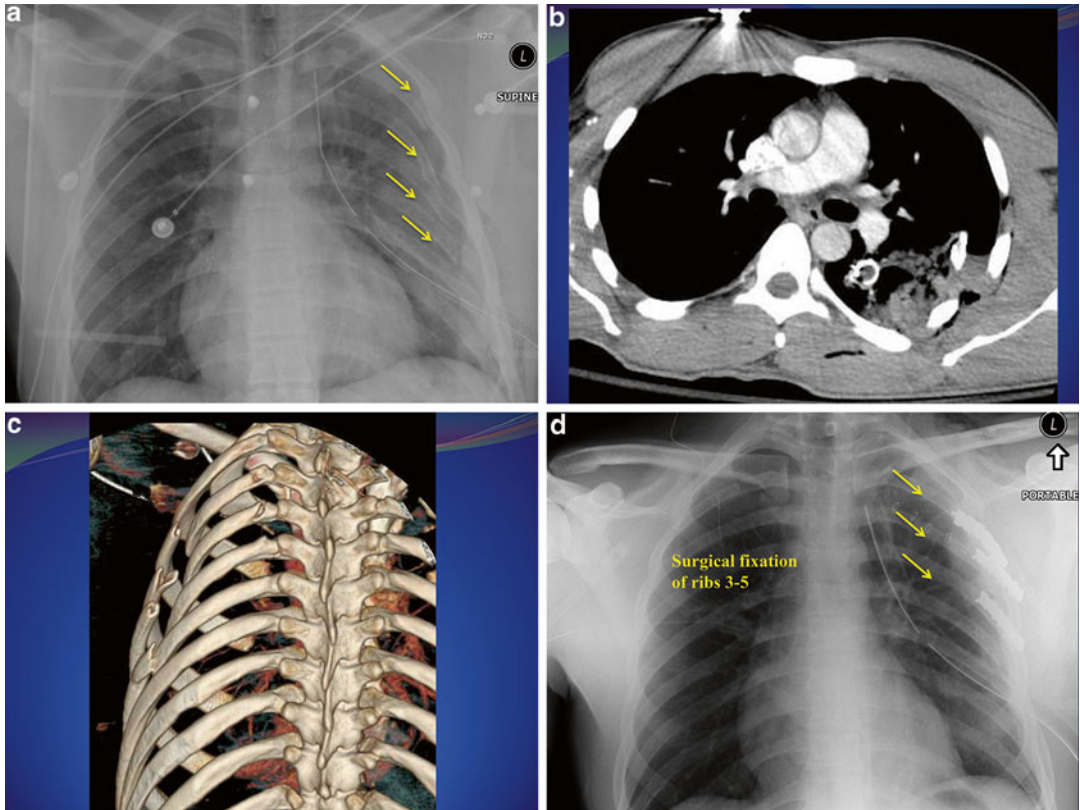 a
L
SUPINE
b
c
d
L
PORTABLE
Surgical fixation
of ribs 3-5